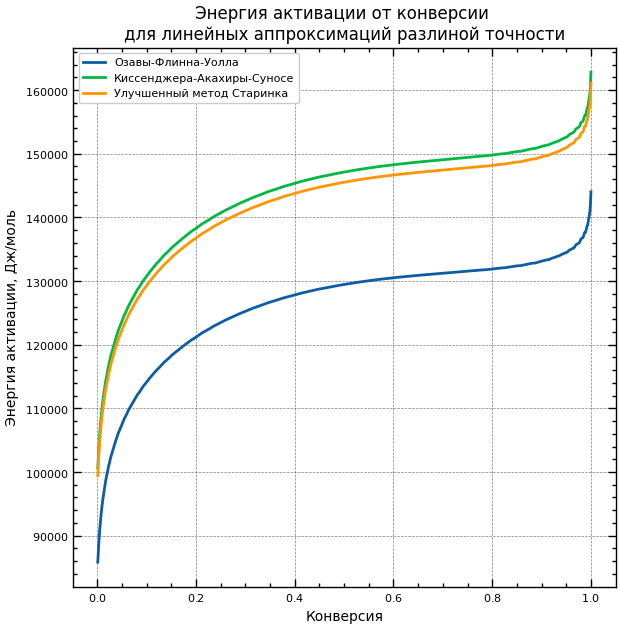 Энергия активации от конверсии
для линейных аппроксимаций разлиной точности
Озавы-Флинна-Уолла
Киссенджера-Акахиры-Суносе
Улучшенный метод Старинка
160000
150000
140000
130000
120000
110000
100000
90000
Энергия активации, Дж/моль
0.0 0.2 0.4 0.6 0.8 1.0
Конверсия